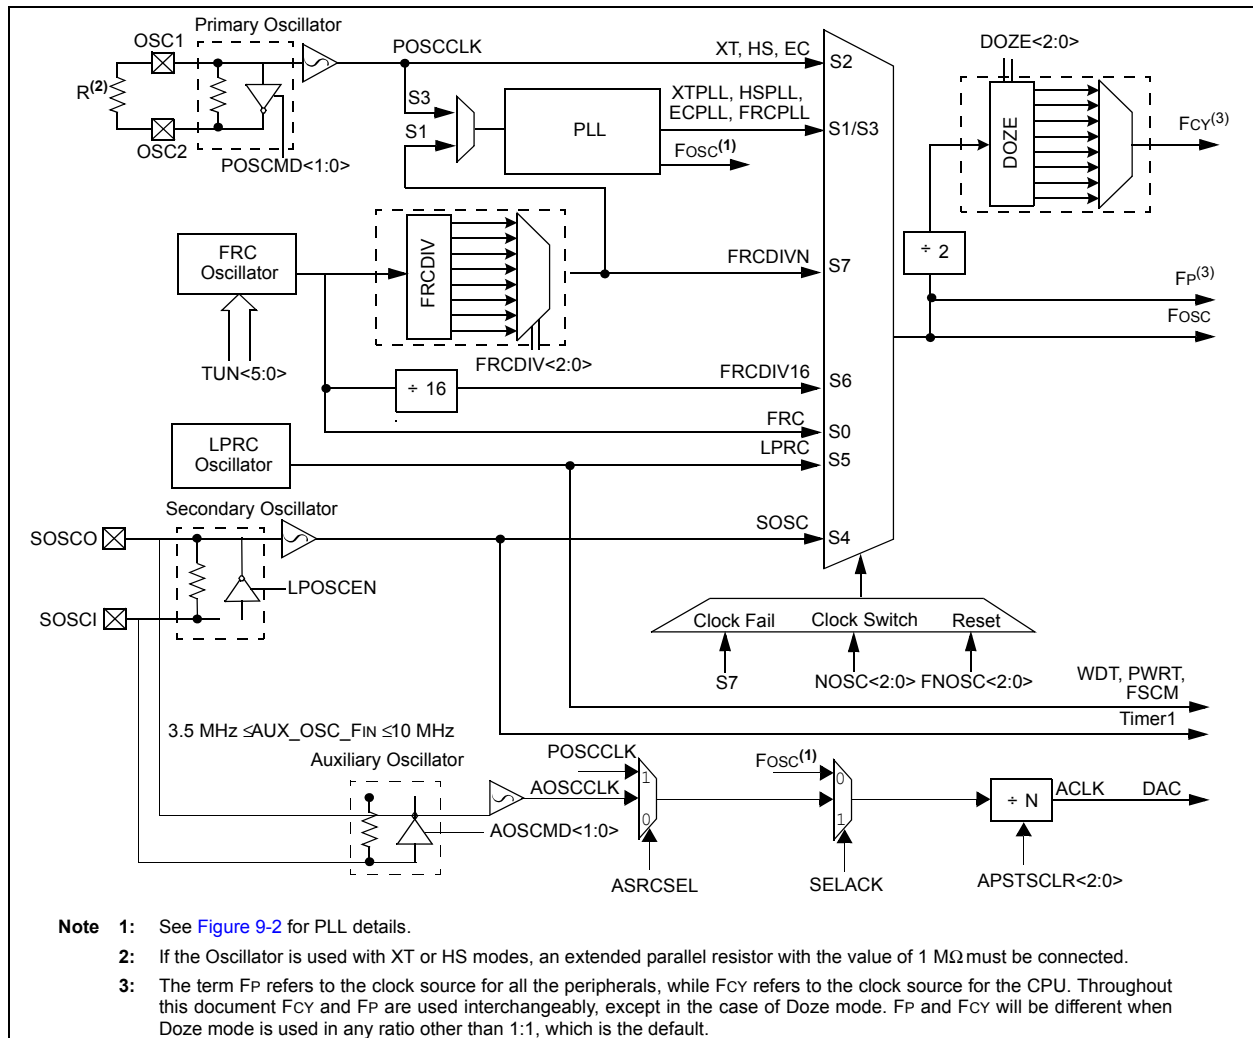 Primary Oscillator
OSC1
R(2)
OSC2
POSCMD<1:0>
POSCCLK
S3
S1
PLL
XT, HS, EC
XTPLL, HSPLL,
ECPLL, FRCPLL
FOSC(1)
S2
S1/S3
DOZE<2:0>
DOZE
FCY(3)
÷ 2
FP(3)
FOSC
FRC
Oscillator
TUN<5:0>
FRCDIV
FRCDIV<2:0>
FRCDIVN
S7
÷ 16
FRCDIV16
S6
FRC
S0
LPRC
Oscillator
LPRC
S5
Secondary Oscillator
SOSCO
SOSCI
LPOSCEN
SOSC
S4
Clock Fail
Clock Switch
Reset
S7
NOSC<2:0>
FNOSC<2:0>
WDT, PWRT,
FSCM
Timer1
3.5 MHz ≤AUX_OSC_FIN ≤10 MHz
Auxiliary Oscillator
AOSCMD<1:0>
POSCCLK
AOSCCLK
1
0
ASRCSEL
FOSC(1)
0
1
SELACK
÷ N
APSTSCLR<2:0>
ACLK
DAC
Note 1: See Figure 9-2 for PLL details.
2: If the Oscillator is used with XT or HS modes, an extended parallel resistor with the value of 1 MΩ must be connected.
3: The term FP refers to the clock source for all the peripherals, while FCY refers to the clock source for the CPU. Throughout
this document FCY and FP are used interchangeably, except in the case of Doze mode. FP and FCY will be different when
Doze mode is used in any ratio other than 1:1, which is the default.